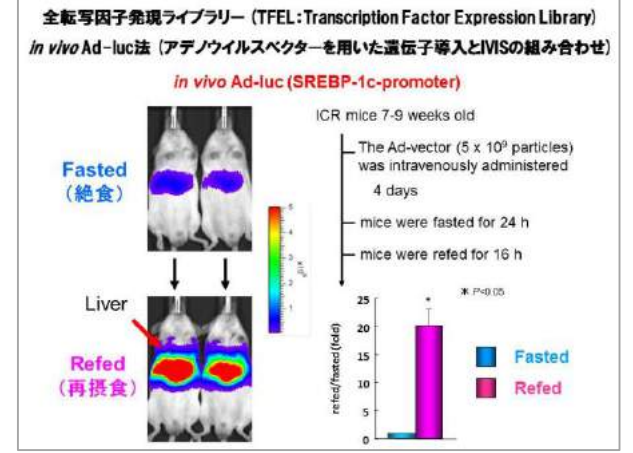 全転写因子発現ライブラリー (TFEL：Transcription Factor Expression Library)
in vivo Ad-luc法 (アデノウイルスベクターを用いた遺伝子導入とIVISの組み合わせ)
in vivo Ad-luc (SREBP-1c-promoter)
Fasted
(絶食)
Liver
Refed
(再摂食)
5
4
3
2
1
ICR mice 7-9 weeks old
The Ad-vector (5 x 10⁹ particles)
was intravenously administered
4 days
mice were fasted for 24 h
mice were refed for 16 h
* P<0.05
*
refed/fasted(fold)
25
20
15
10
5
0
Fasted
Refed